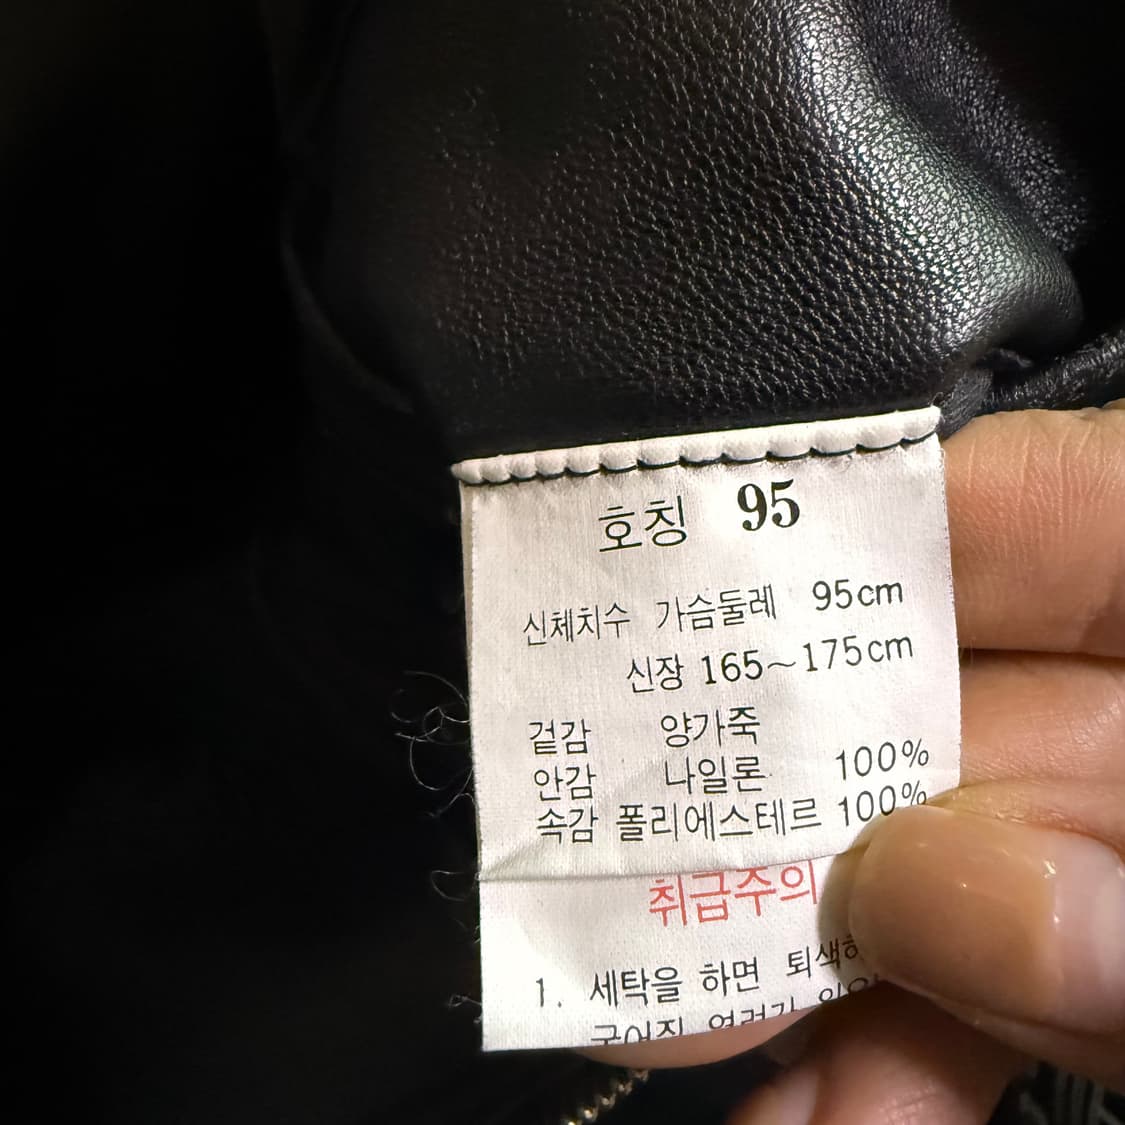 호칭 95
신체치수 가슴둘레 95cm
신장 165~175cm
겉감 양가죽
안감 나일론 100%
속감 폴리에스테르 100%
취급주의
1. 세탁을 하면